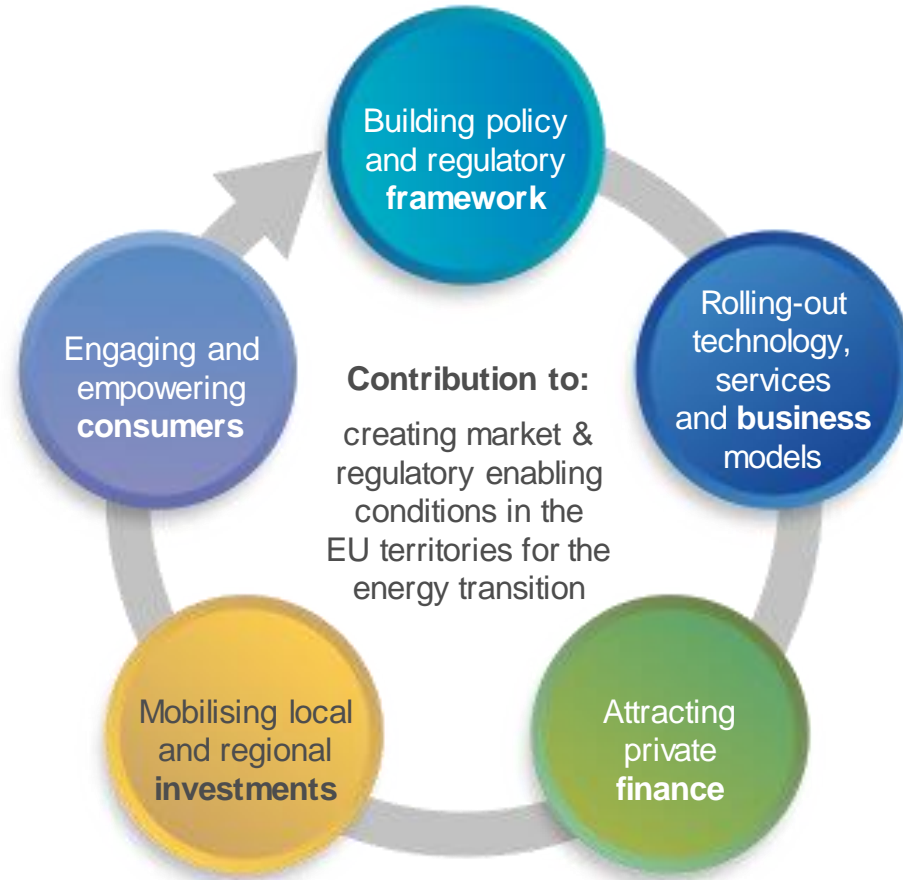 Building policy
and regulatory
framework
Rolling-out
technology,
services
and business
models
Attracting
private
finance
Mobilising local
and regional
investments
Engaging and
empowering
consumers
Contribution to:
creating market &
regulatory enabling
conditions in the
EU territories for the
energy transition